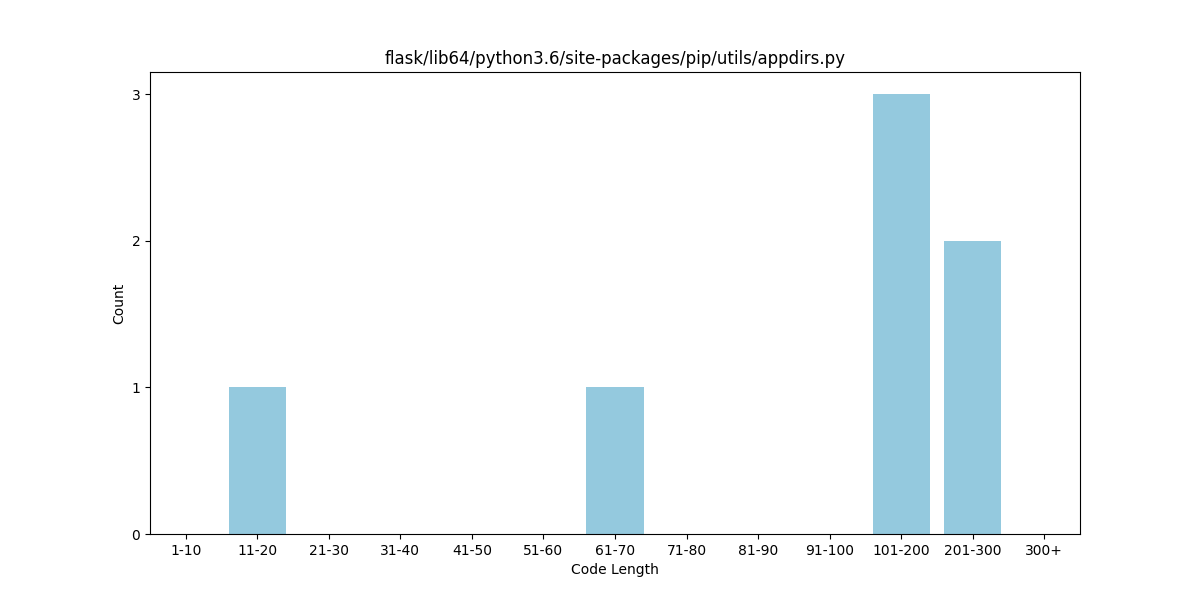 flask/lib64/python3.6/site-packages/pip/utils/appdirs.py
3
2
1
0
Count
1-10 11-20 21-30 31-40 41-50 51-60 61-70 71-80 81-90 91-100 101-200 201-300 300+
Code Length